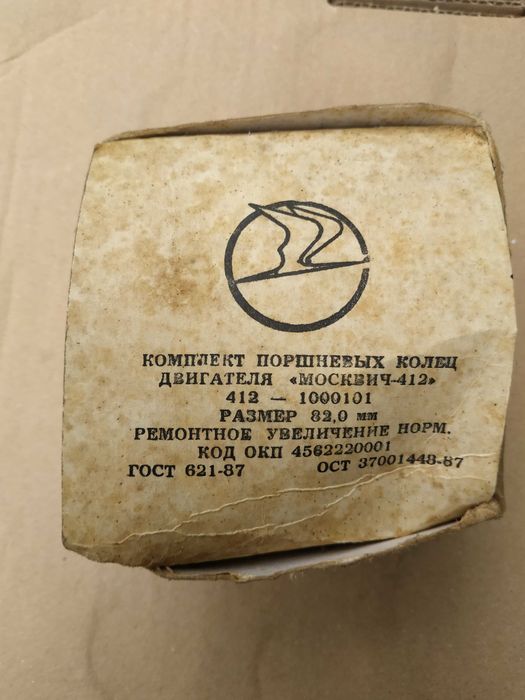 КОМПЛЕКТ ПОРШНЕВЫХ КОЛЕЦ
ДВИГАТЕЛЯ «МОСКВИЧ-412»
412 — 1000101
РАЗМЕР 82,0 мм
РЕМОНТНОЕ УВЕЛИЧЕНИЕ НОРМ.
КОД ОКП 4562220001
ГОСТ 621-87 ОСТ 37001448-87